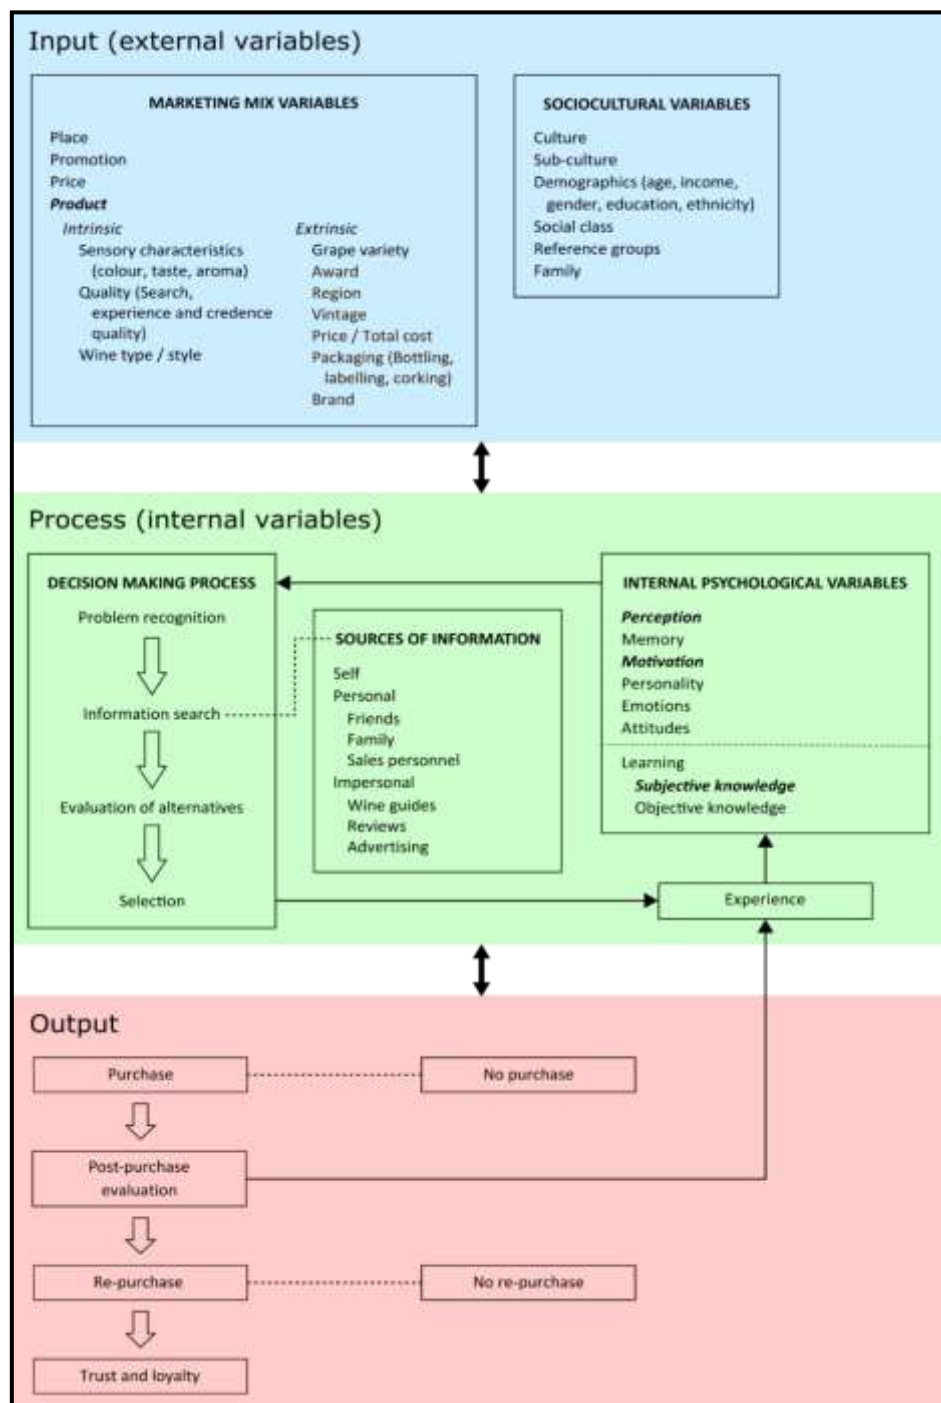 Input (external variables)
MARKETING MIX VARIABLES
Place
Promotion
Price
Product
Intrinsic
Sensory characteristics
(colour, taste, aroma)
Quality (Search,
experience and credence
quality)
Wine type / style
Extrinsic
Grape variety
Award
Region
Vintage
Price / Total cost
Packaging (Bottling,
labelling, corking)
Brand
SOCIOCULTURAL VARIABLES
Culture
Sub-culture
Demographics (age, income,
gender, education, ethnicity)
Social class
Reference groups
Family
Process (internal variables)
DECISION MAKING PROCESS
Problem recognition
Information search
Evaluation of alternatives
Selection
SOURCES OF INFORMATION
Self
Personal
Friends
Family
Sales personnel
Impersonal
Wine guides
Reviews
Advertising
INTERNAL PSYCHOLOGICAL VARIABLES
Perception
Memory
Motivation
Personality
Emotions
Attitudes
Learning
Subjective knowledge
Objective knowledge
Experience
Output
Purchase
No purchase
Post-purchase
evaluation
Re-purchase
No re-purchase
Trust and loyalty